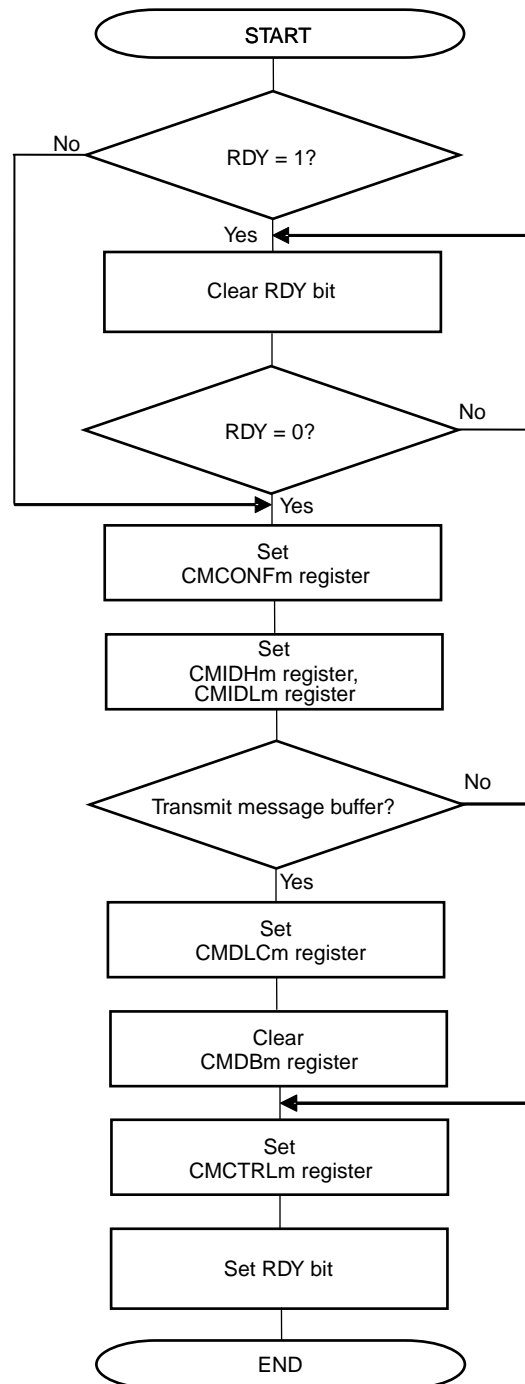 START
RDY = 1?
No
Yes
Clear RDY bit
RDY = 0?
No
Yes
Set
CMCONFm register
Set
CMIDHm register,
CMIDLm register
Transmit message buffer?
No
Yes
Set
CMDLCm register
Clear
CMDBm register
Set
CMCTRLm register
Set RDY bit
END